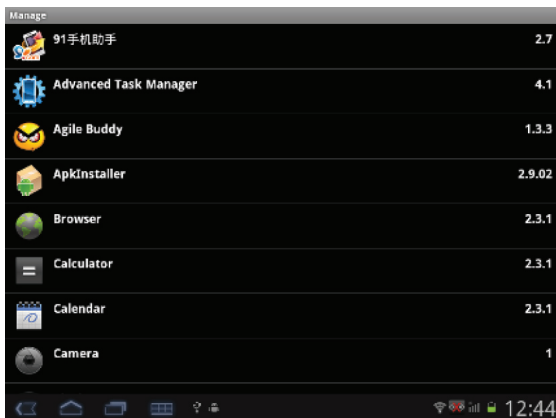 Manage
91手机助手 2.7
Advanced Task Manager 4.1
Agile Buddy 1.3.3
ApkInstaller 2.9.02
Browser 2.3.1
Calculator 2.3.1
Calendar 2.3.1
Camera 1
12:44